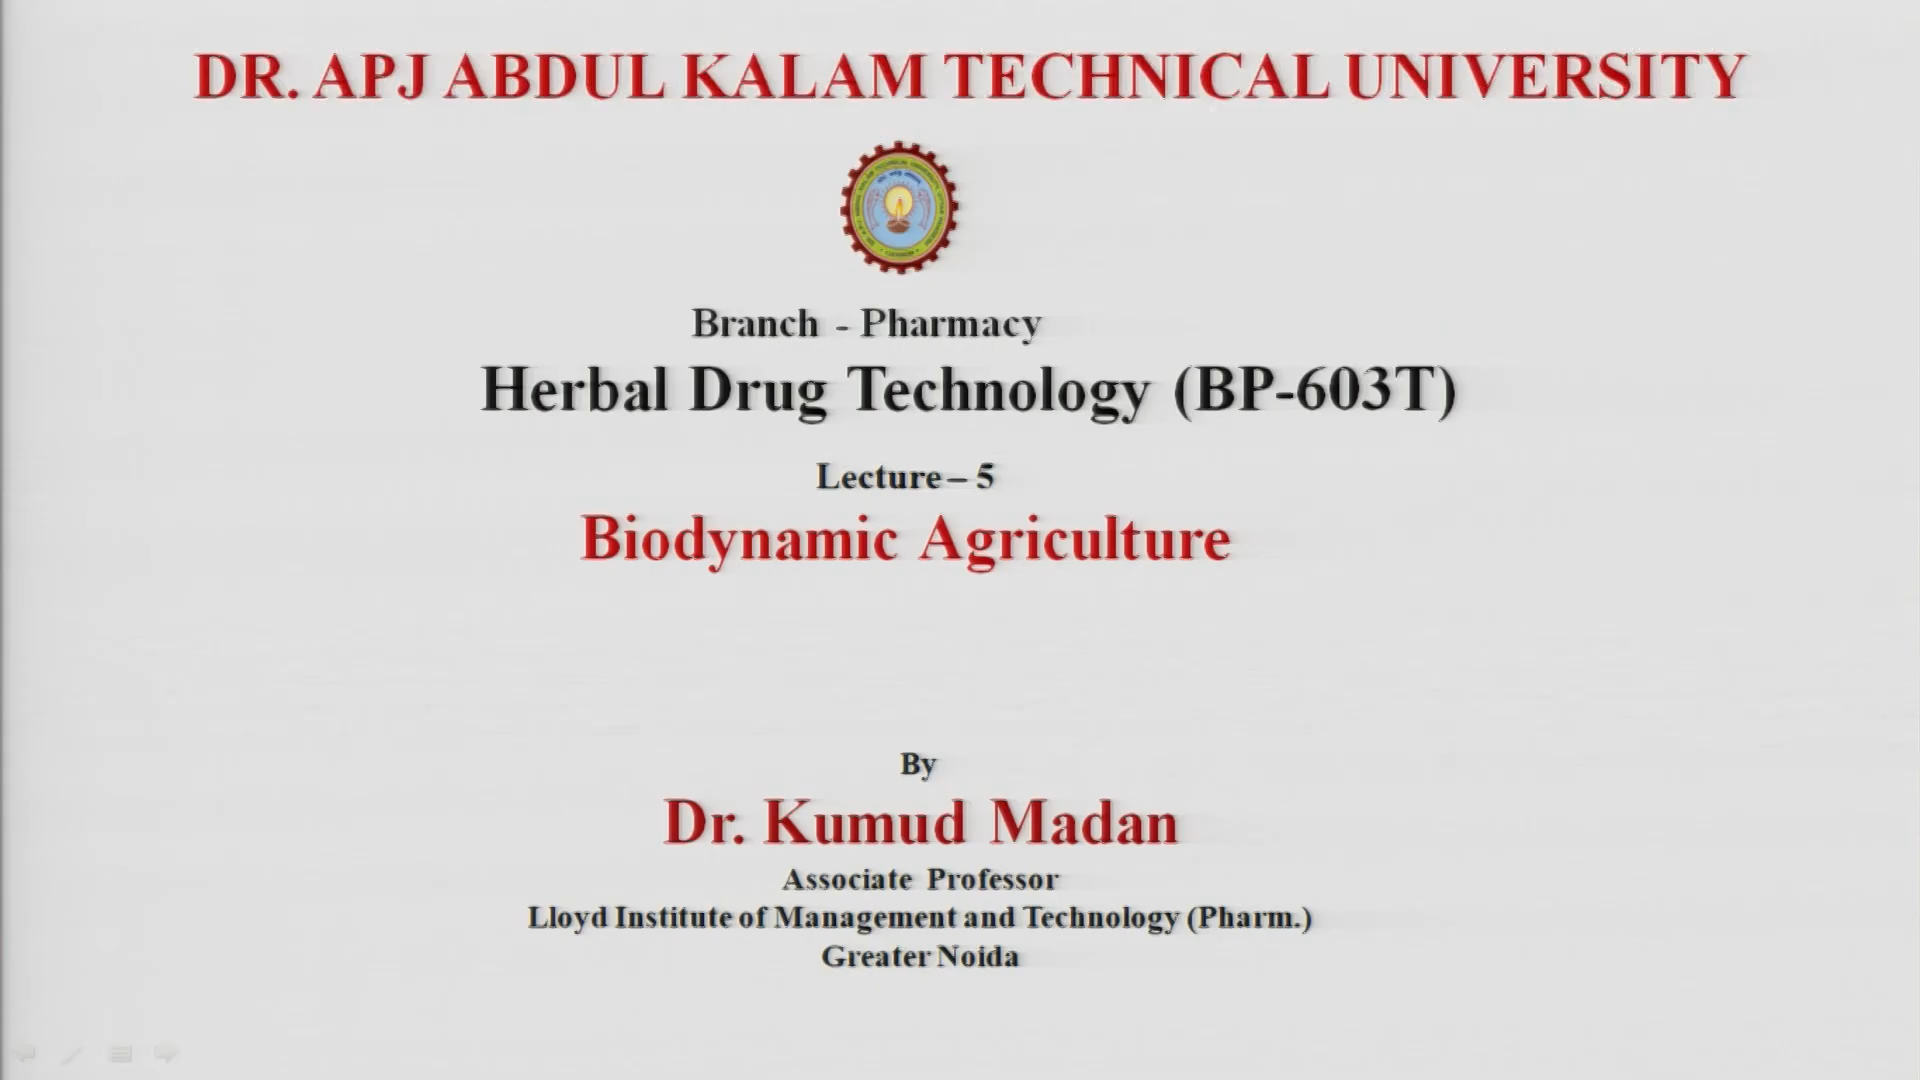 DR. APJ ABDUL KALAM TECHNICAL UNIVERSITY
Branch - Pharmacy
Herbal Drug Technology (BP-603T)
Lecture – 5
Biodynamic Agriculture
By
Dr. Kumud Madan
Associate Professor
Lloyd Institute of Management and Technology (Pharm.)
Greater Noida